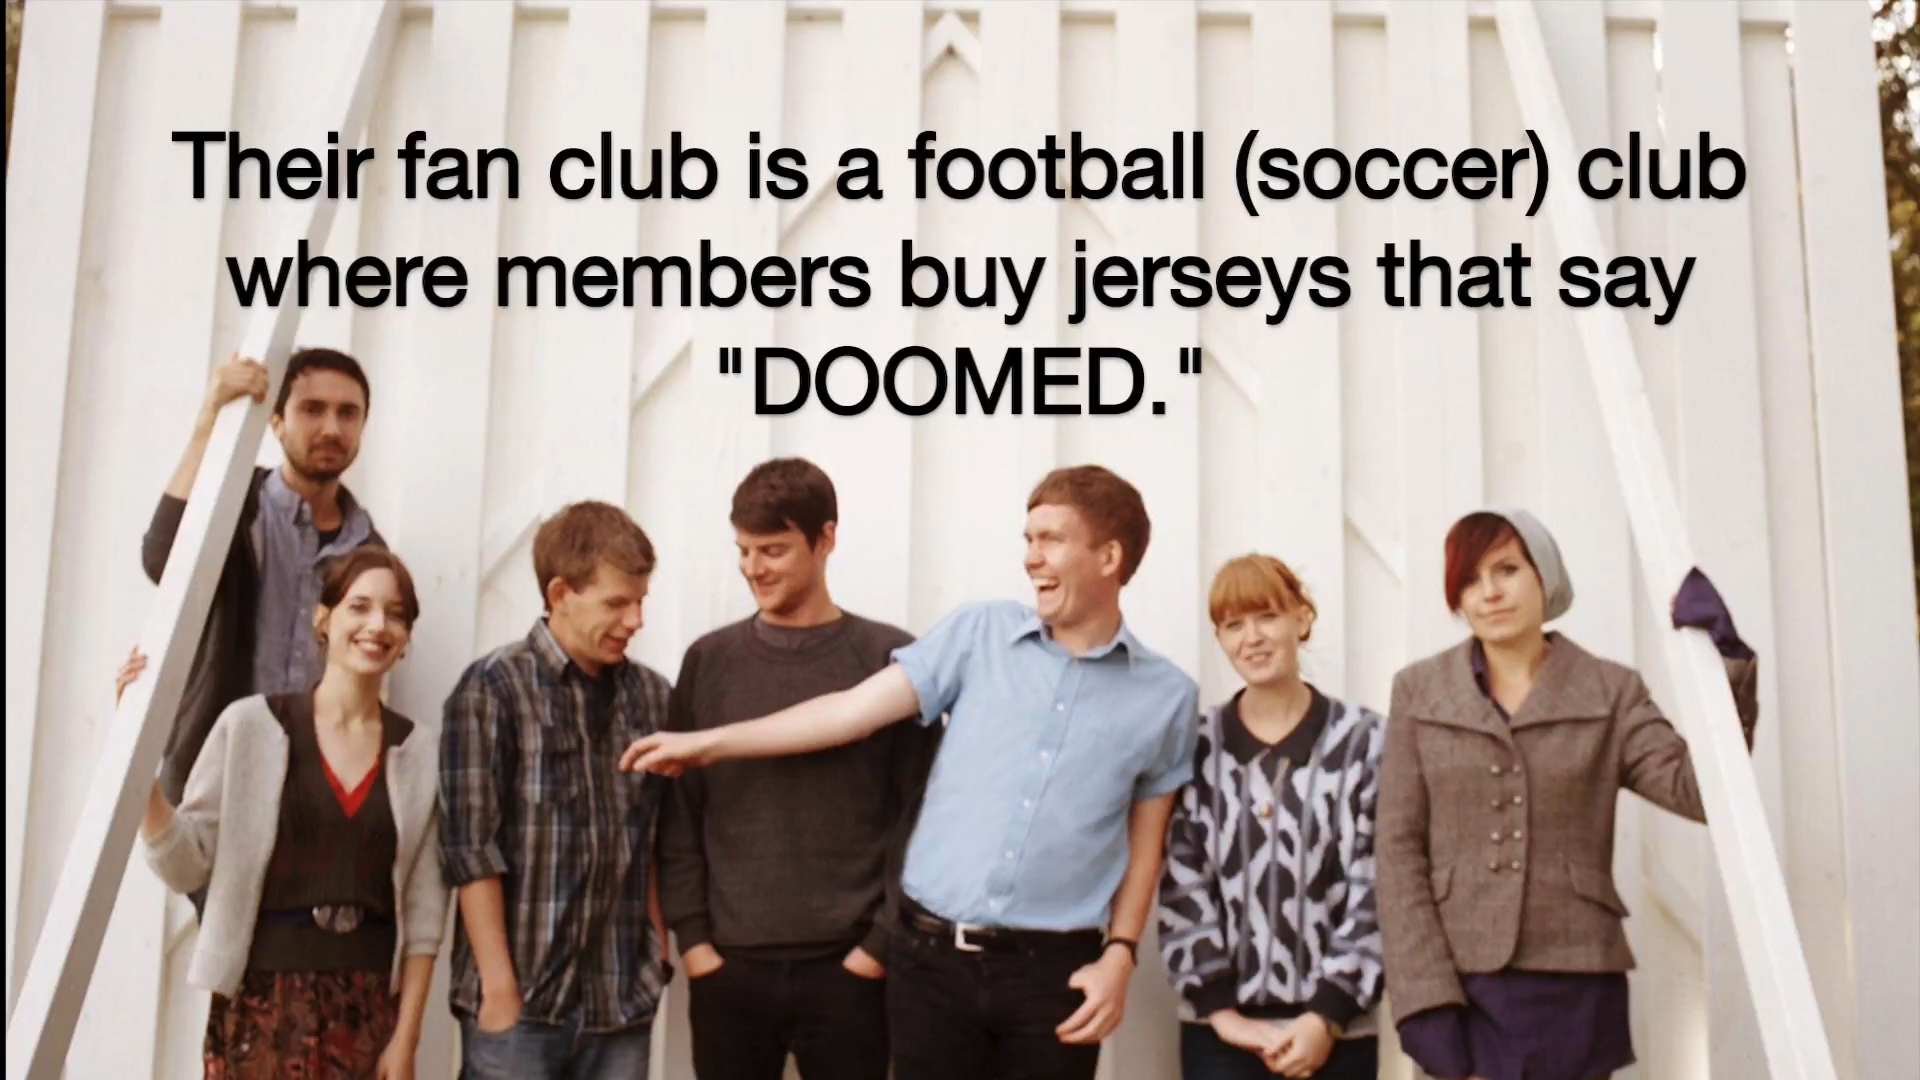 Their fan club is a football (soccer) club
where members buy jerseys that say
"DOOMED."